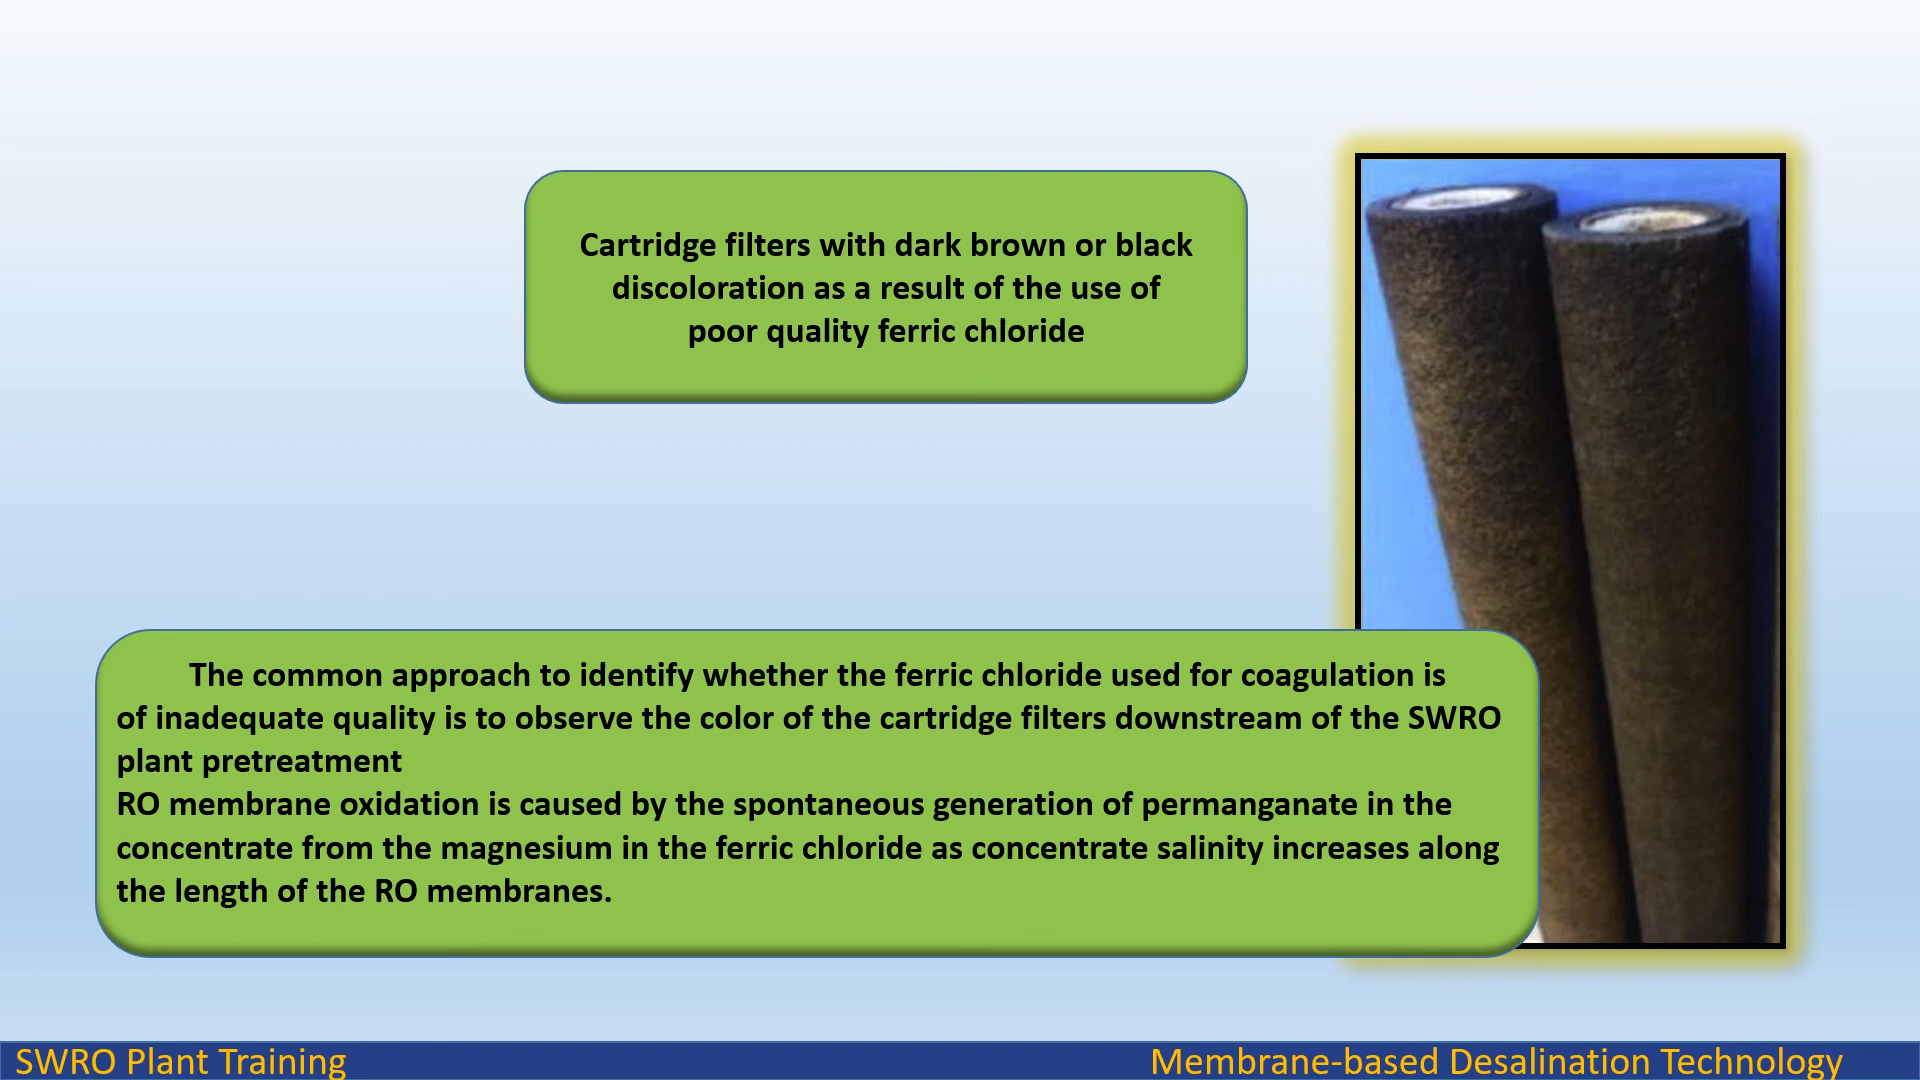 Cartridge filters with dark brown or black
discoloration as a result of the use of
poor quality ferric chloride
The common approach to identify whether the ferric chloride used for coagulation is
of inadequate quality is to observe the color of the cartridge filters downstream of the SWRO
plant pretreatment
RO membrane oxidation is caused by the spontaneous generation of permanganate in the
concentrate from the magnesium in the ferric chloride as concentrate salinity increases along
the length of the RO membranes.
SWRO Plant Training
Membrane-based Desalination Technology